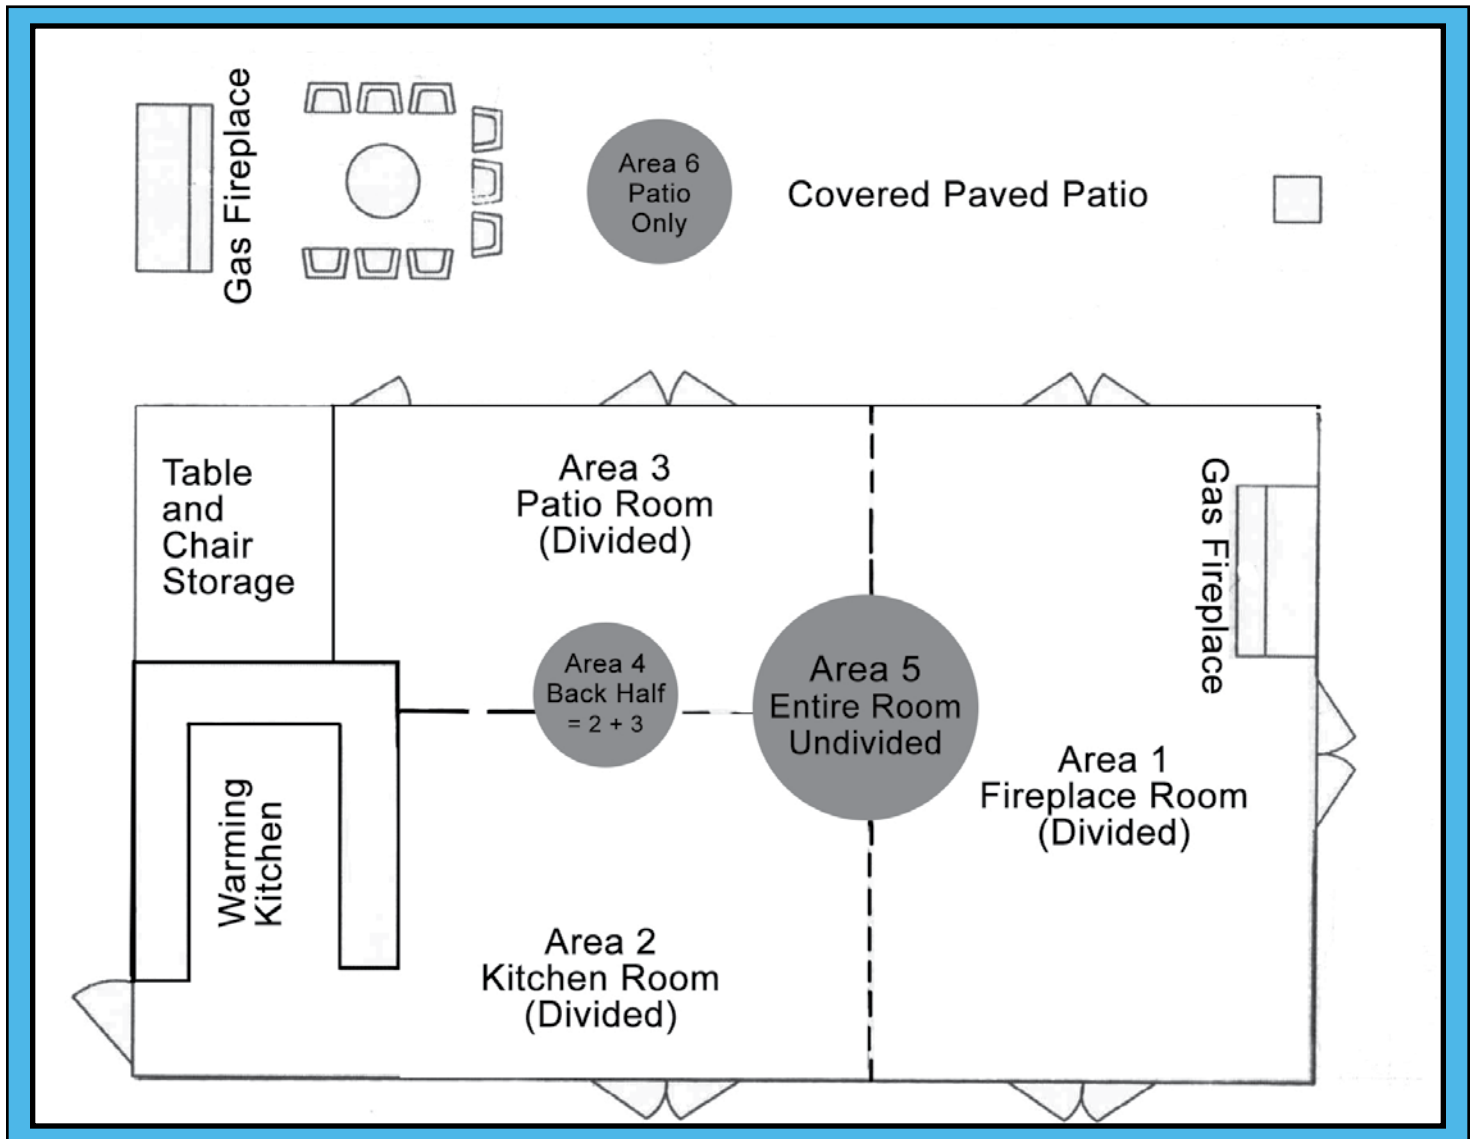 Gas Fireplace
Area 6
Patio
Only
Covered Paved Patio
Table
and
Chair
Storage
Area 3
Patio Room
(Divided)
Gas Fireplace
Area 4
Back Half
= 2 + 3
Area 5
Entire Room
Undivided
Area 1
Fireplace Room
(Divided)
Warming
Kitchen
Area 2
Kitchen Room
(Divided)